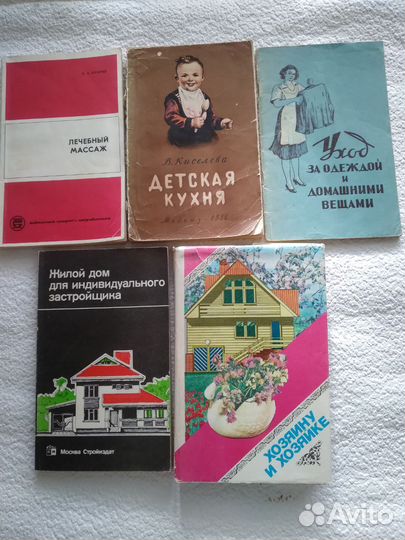 ЛЕЧЕБНЫЙ
МАССАЖ
В. Киселева
ДЕТСКАЯ
КУХНЯ
Уход
ЗА ОДЕЖДОЙ
И
ДОМАШНИМИ
ВЕЩАМИ
Жилой дом
для индивидуального
застройщика
Москва Стройиздат
ХОЗЯИНУ
И ХОЗЯЙКЕ
Avito